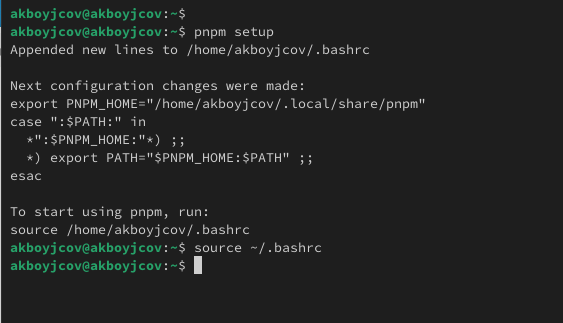 akboyjcov@akboyjcov:~$
akboyjcov@akboyjcov:~$ pnpm setup
Appended new lines to /home/akboyjcov/.bashrc

Next configuration changes were made:
export PNPM_HOME="/home/akboyjcov/.local/share/pnpm"
case ":$PATH:" in
  *":$PNPM_HOME:"*) ;;
  *) export PATH="$PNPM_HOME:$PATH" ;;
esac

To start using pnpm, run:
source /home/akboyjcov/.bashrc
akboyjcov@akboyjcov:~$ source ~/.bashrc
akboyjcov@akboyjcov:~$